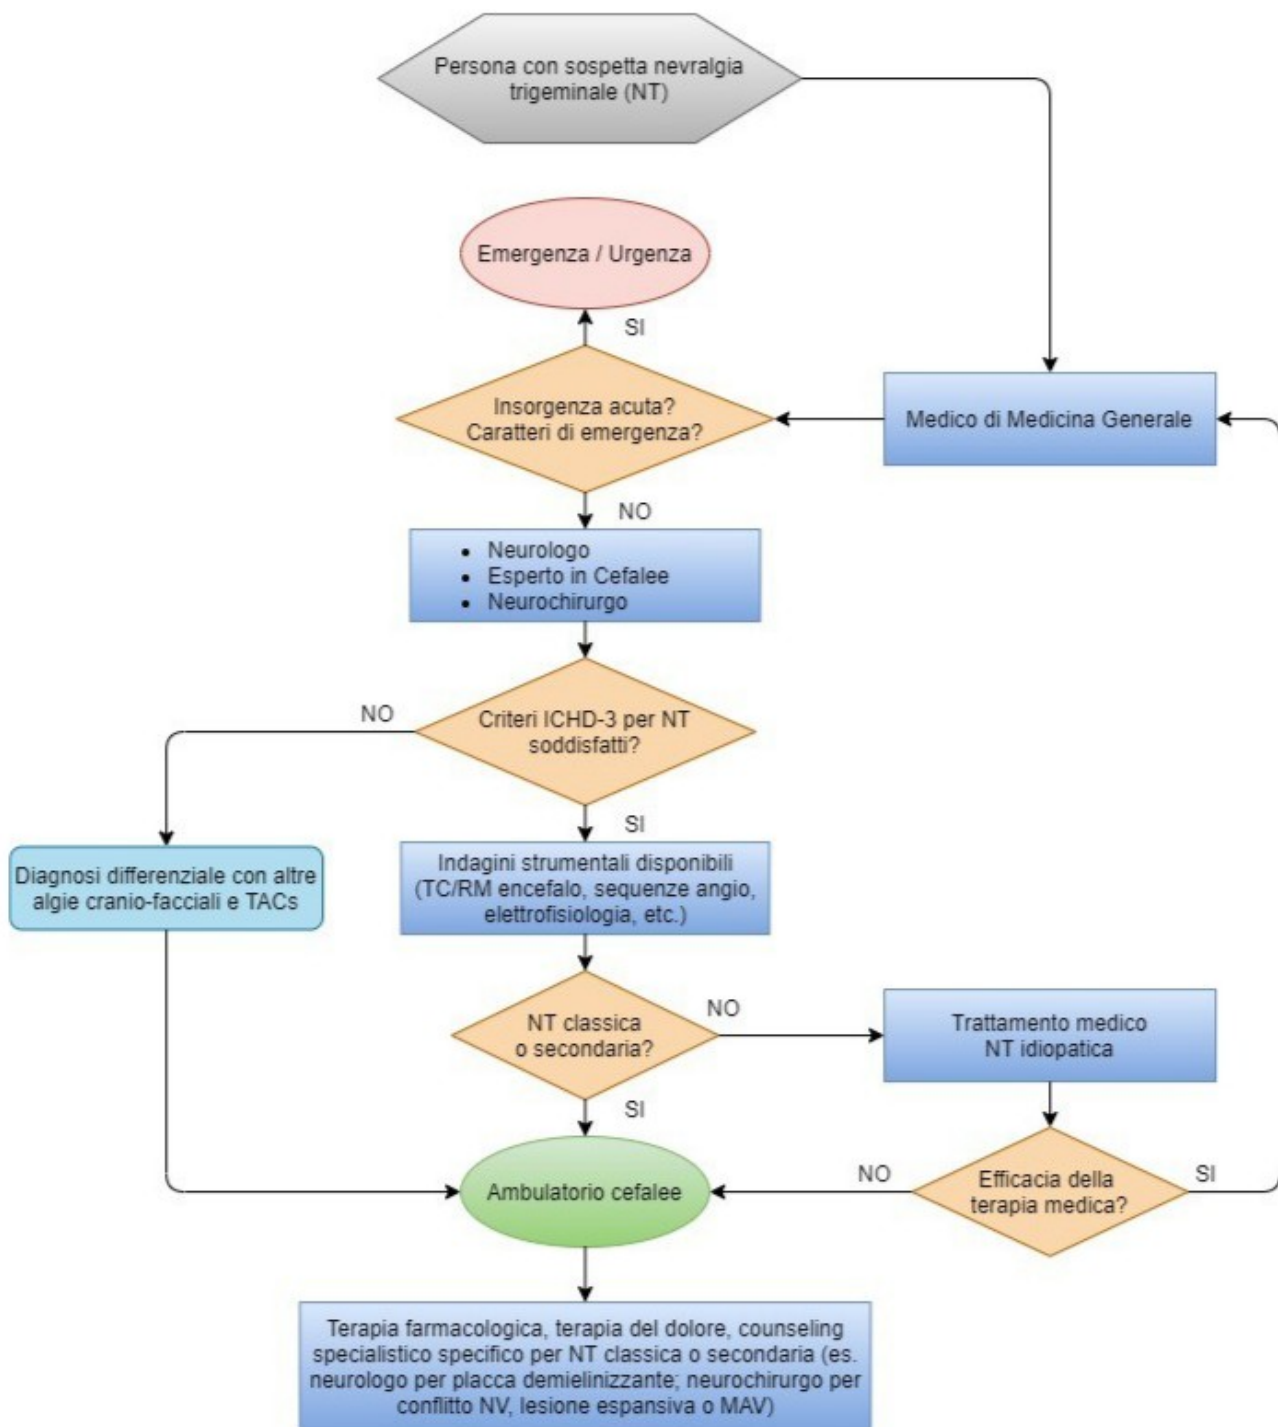 Persona con sospetta nevralgia
trigeminale (NT)
Emergenza / Urgenza
SI
Insorgenza acuta?
Caratteri di emergenza?
Medico di Medicina Generale
NO
• Neurologo
• Esperto in Cefalee
• Neurochirurgo
NO
Criteri ICHD-3 per NT
soddisfatti?
SI
Diagnosi differenziale con altre
algie cranio-facciali e TACs
Indagini strumentali disponibili
(TC/RM encefalo, sequenze angio,
elettrofisiologia, etc.)
NT classica
o secondaria?
NO
Trattamento medico
NT idiopatica
SI
Ambulatorio cefalee
NO
Efficacia della
terapia medica?
SI
Terapia farmacologica, terapia del dolore, counseling
specialistico specifico per NT classica o secondaria (es.
neurologo per placca demielinizzante; neurochirurgo per
conflitto NV, lesione espansiva o MAV)